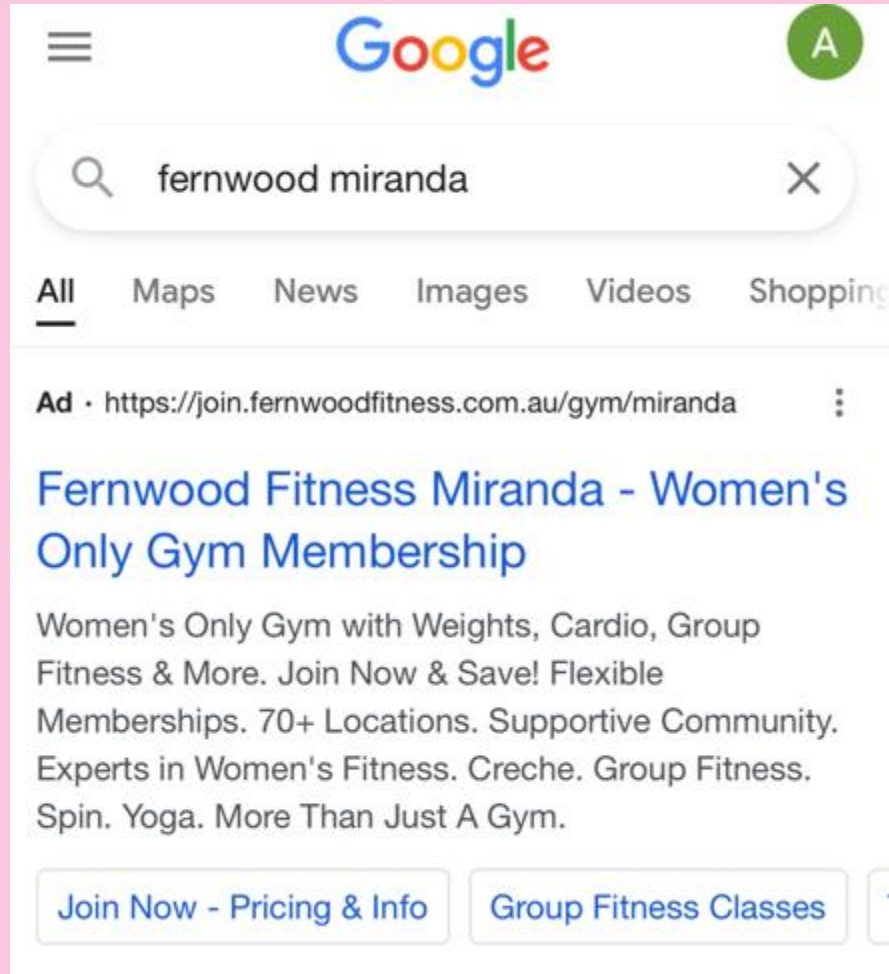 Google
A
fernwood miranda
All Maps News Images Videos Shopping
Ad · https://join.fernwoodfitness.com.au/gym/miranda
Fernwood Fitness Miranda - Women's
Only Gym Membership
Women's Only Gym with Weights, Cardio, Group
Fitness & More. Join Now & Save! Flexible
Memberships. 70+ Locations. Supportive Community.
Experts in Women's Fitness. Creche. Group Fitness.
Spin. Yoga. More Than Just A Gym.
Join Now - Pricing & Info Group Fitness Classes